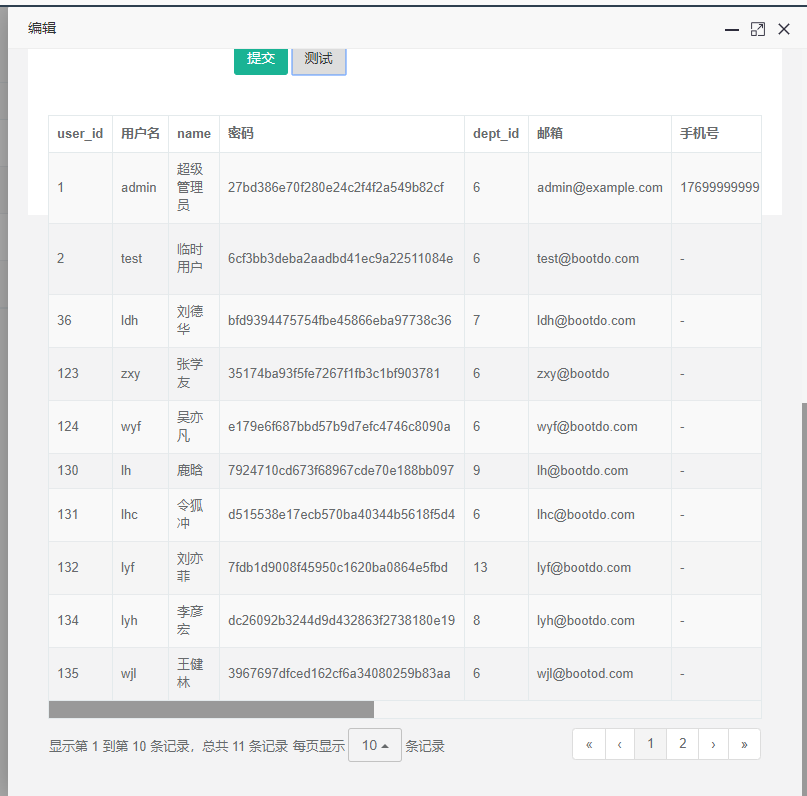 编辑
提交 测试
user_id 用户名 name 密码 dept_id 邮箱 手机号
1 admin 超级管理员 27bd386e70f280e24c2f4f2a549b82cf 6 admin@example.com 17699999999
2 test 临时用户 6cf3bb3deba2aadbd41ec9a22511084e 6 test@bootdo.com -
36 ldh 刘德华 bfd9394475754fbe45866eba97738c36 7 ldh@bootdo.com -
123 zxy 张学友 35174ba93f5fe7267f1fb3c1bf903781 6 zxy@bootdo -
124 wyf 吴亦凡 e179e6f687bbd57b9d7efc4746c8090a 6 wyf@bootdo.com -
130 lh 鹿晗 7924710cd673f68967cde70e188bb097 9 lh@bootdo.com -
131 lhc 令狐冲 d515538e17ecb570ba40344b5618f5d4 6 lhc@bootdo.com -
132 lyf 刘亦菲 7fdb1d9008f45950c1620ba0864e5fbd 13 lyf@bootdo.com -
134 lyh 李彦宏 dc26092b3244d9d432863f2738180e19 8 lyh@bootdo.com -
135 wjl 王健林 3967697dfced162cf6a34080259b83aa 6 wjl@bootod.com -
显示第 1 到第 10 条记录，总共 11 条记录 每页显示 10 条记录 « ‹ 1 2 › »